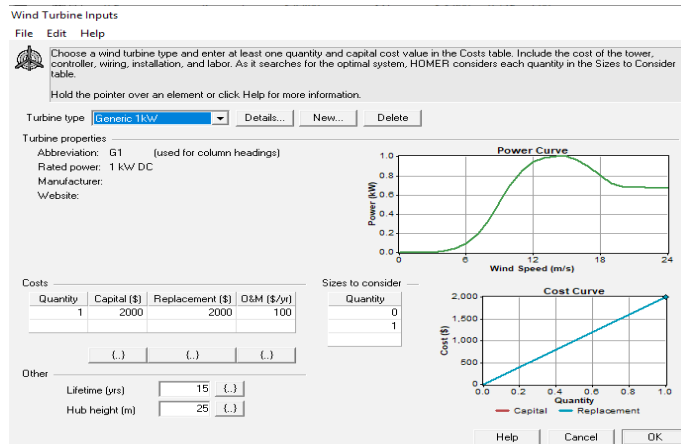 Wind Turbine Inputs
File Edit Help
Choose a wind turbine type and enter at least one quantity and capital cost value in the Costs table. Include the cost of the tower,
controller, wiring, installation, and labor. As it searches for the optimal system, HOMER considers each quantity in the Sizes to Consider
table.
Hold the pointer over an element or click Help for more information.
Turbine type Generic 1kW Details... New... Delete
Turbine properties
Abbreviation: G1 (used for column headings)
Rated power: 1 kW DC
Manufacturer:
Website:
Power Curve
Power (kW)
1.0
0.8
0.6
0.4
0.2
0.0
0 6 12 18 24
Wind Speed (m/s)
Costs
Quantity Capital ($) Replacement ($) O&M ($/yr)
1 2000 2000 100
{..} {..} {..}
Sizes to consider
Quantity
0
1
Cost Curve
Cost ($)
2,000
1,500
1,000
500
0
0.0 0.2 0.4 0.6 0.8 1.0
Quantity
Capital Replacement
Other
Lifetime (yrs) 15 {..}
Hub height (m) 25 {..}
Help Cancel OK